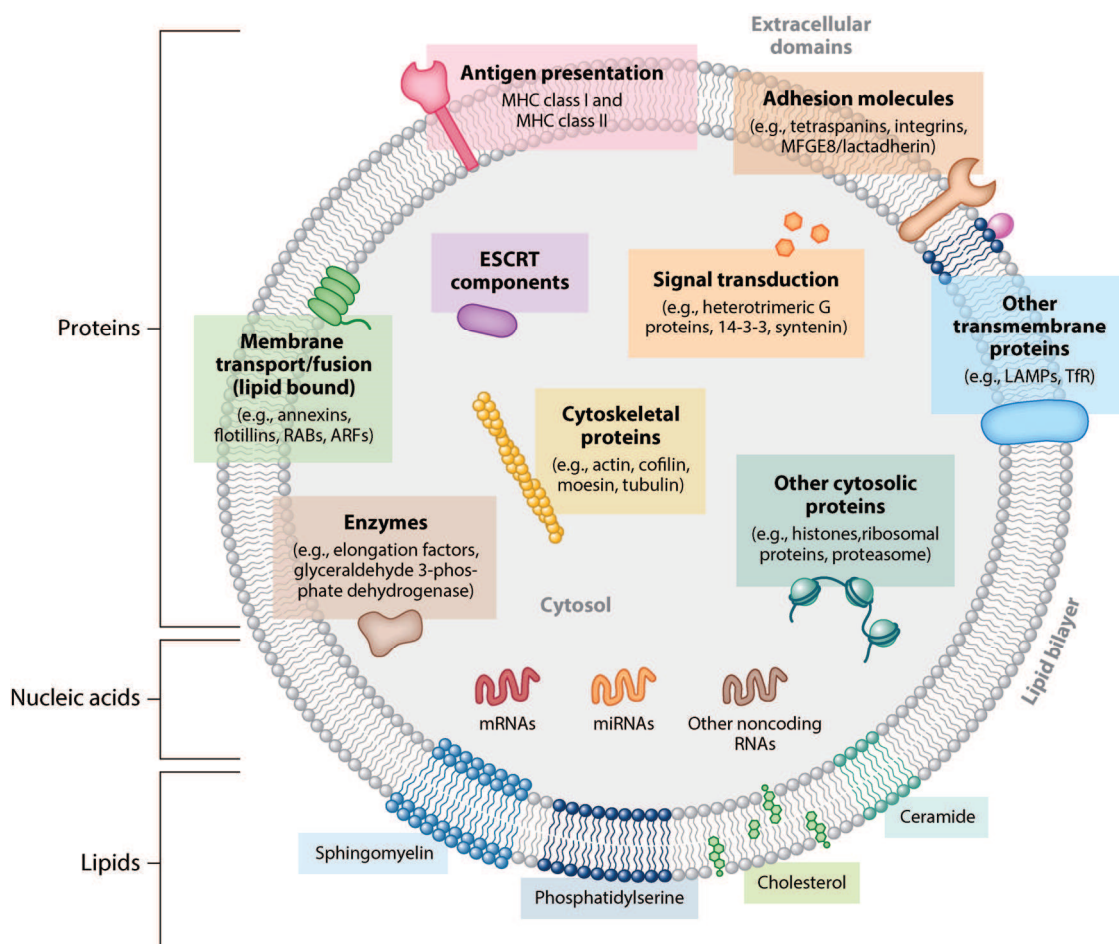 Extracellular
domains
Antigen presentation
MHC class I and
MHC class II
Adhesion molecules
(e.g., tetraspanins, integrins,
MFGE8/lactadherin)
ESCRT
components
Signal transduction
(e.g., heterotrimeric G
proteins, 14-3-3, syntenin)
Other
transmembrane
proteins
(e.g., LAMPs, TfR)
Proteins
Membrane
transport/fusion
(lipid bound)
(e.g., annexins,
flotillins, RABs, ARFs)
Cytoskeletal
proteins
(e.g., actin, cofilin,
moesin, tubulin)
Other cytosolic
proteins
(e.g., histones,ribosomal
proteins, proteasome)
Enzymes
(e.g., elongation factors,
glyceraldehyde 3-phos-
phate dehydrogenase)
Cytosol
Lipid bilayer
Nucleic acids
mRNAs
miRNAs
Other noncoding
RNAs
Lipids
Sphingomyelin
Phosphatidylserine
Cholesterol
Ceramide